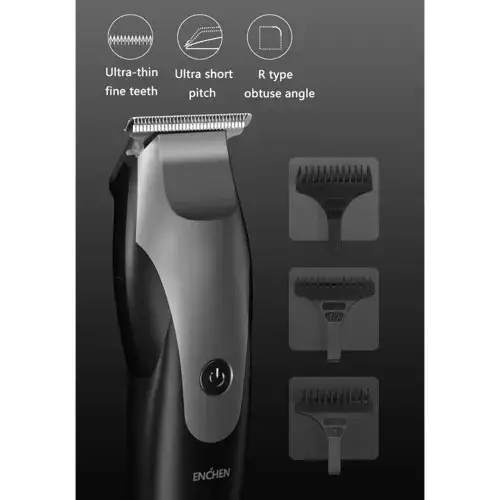 Ultra-thin
fine teeth
Ultra short
pitch
R type
obtuse angle
ENCHEN